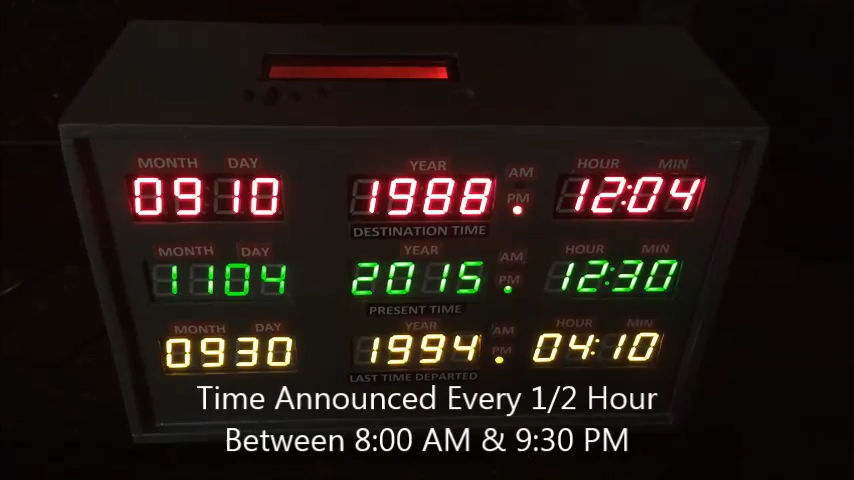 MONTH DAY YEAR AM HOUR MIN
0910 1988. PM 12:04
DESTINATION TIME
MONTH DAY YEAR AM HOUR MIN
1104 2015. PM 12:30
PRESENT TIME
MONTH DAY YEAR AM HOUR MIN
0930 1994. PM 04:10
LAST TIME DEPARTED
Time Announced Every 1/2 Hour
Between 8:00 AM & 9:30 PM